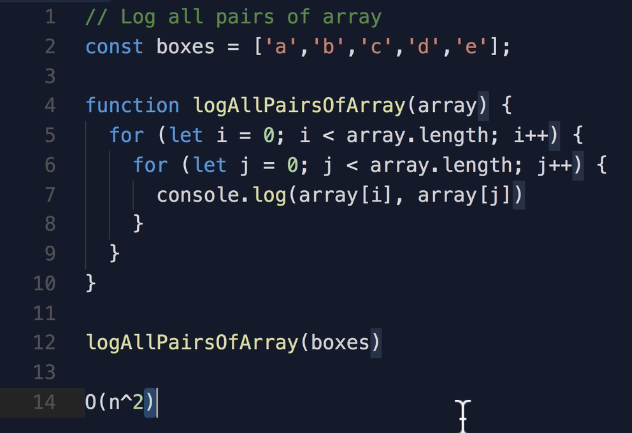 1 // Log all pairs of array
2 const boxes = ['a','b','c','d','e'];
3
4 function logAllPairsOfArray(array) {
5   for (let i = 0; i < array.length; i++) {
6     for (let j = 0; j < array.length; j++) {
7       console.log(array[i], array[j])
8     }
9   }
10 }
11
12 logAllPairsOfArray(boxes)
13
14 O(n^2)